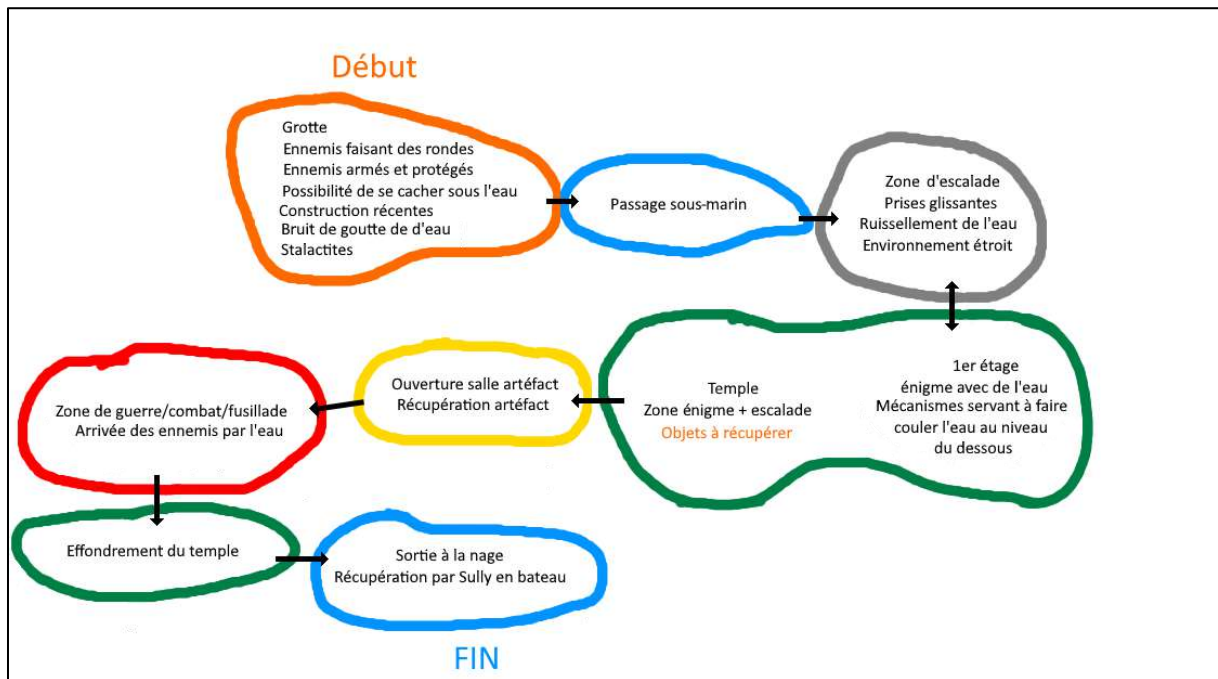 Début
Grotte
Ennemis faisant des rondes
Ennemis armés et protégés
Possibilité de se cacher sous l'eau
Construction récentes
Bruit de goutte de d'eau
Stalactites
Passage sous-marin
Zone d'escalade
Prises glissantes
Ruissellement de l'eau
Environnement étroit
1er étage
énigme avec de l'eau
Mécanismes servant à faire
couler l'eau au niveau
du dessous
Temple
Zone énigme + escalade
Objets à récupérer
Ouverture salle artéfact
Récupération artéfact
Zone de guerre/combat/fusillade
Arrivée des ennemis par l'eau
Effondrement du temple
Sortie à la nage
Récupération par Sully en bateau
FIN